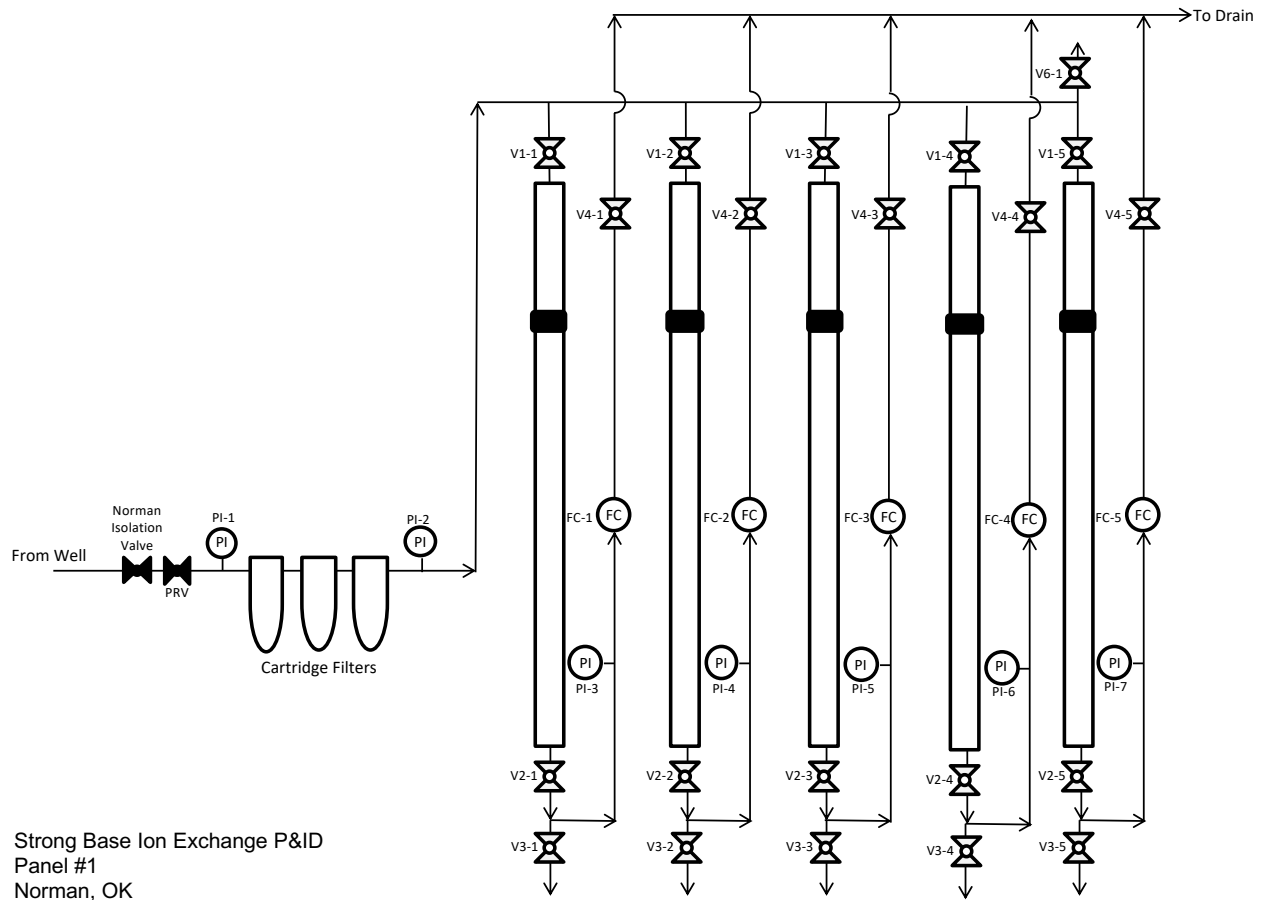 To Drain
V6-1
V1-1
V1-2
V1-3
V1-4
V1-5
V4-1
V4-2
V4-3
V4-4
V4-5
Norman
Isolation
Valve
PI-1
PI
PI-2
PI
FC-1
FC
FC-2
FC
FC-3
FC
FC-4
FC
FC-5
FC
From Well
PRV
Cartridge Filters
PI
PI-3
PI
PI-4
PI
PI-5
PI
PI-6
PI
PI-7
V2-1
V2-2
V2-3
V2-4
V2-5
V3-1
V3-2
V3-3
V3-4
V3-5
Strong Base Ion Exchange P&ID
Panel #1
Norman, OK